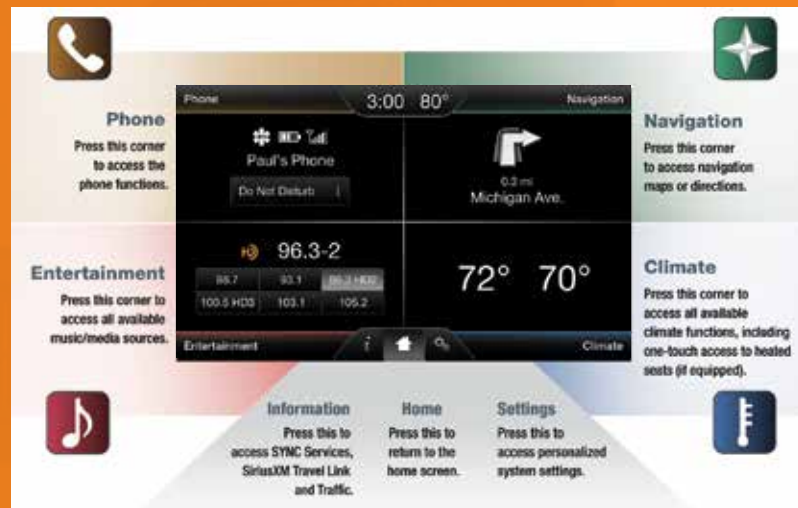 Phone
Press this corner
to access the
phone functions.
Entertainment
Press this corner to
access all available
music/media sources.
Phone
3:00 80°
Navigation
Paul's Phone
Do Not Disturb
0.3 mi
Michigan Ave.
96.3-2
93.1
96.3 HD2
100.5 HD3 103.1 105.2
72° 70°
Entertainment
i
Climate
Navigation
Press this corner
to access navigation
maps or directions.
Climate
Press this corner to
access all available
climate functions, including
one-touch access to heated
seats (if equipped).
Information
Press this to
access SYNC Services,
SiriusXM Travel Link
and Traffic.
Home
Press this to
return to the
home screen.
Settings
Press this to
access personalized
system settings.